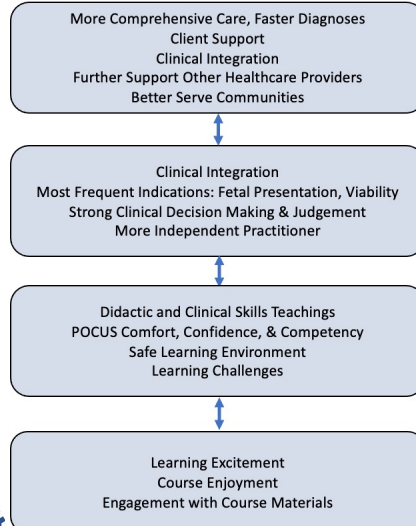 More Comprehensive Care, Faster Diagnoses
Client Support
Clinical Integration
Further Support Other Healthcare Providers
Better Serve Communities
Clinical Integration
Most Frequent Indications: Fetal Presentation, Viability
Strong Clinical Decision Making & Judgement
More Independent Practitioner
Didactic and Clinical Skills Teachings
POCUS Comfort, Confidence, & Competency
Safe Learning Environment
Learning Challenges
Learning Excitement
Course Enjoyment
Engagement with Course Materials